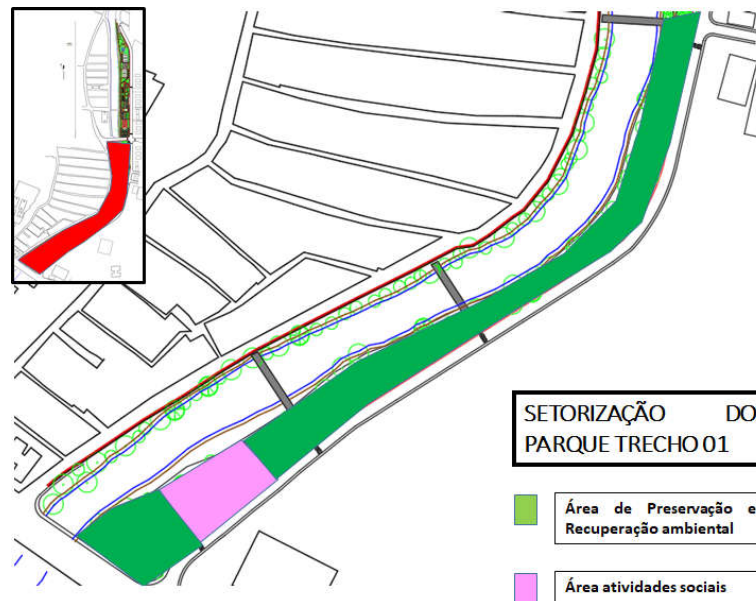 SETORIZAÇÃO DO
PARQUE TRECHO 01
Área de Preservação e
Recuperação ambiental
Área atividades sociais